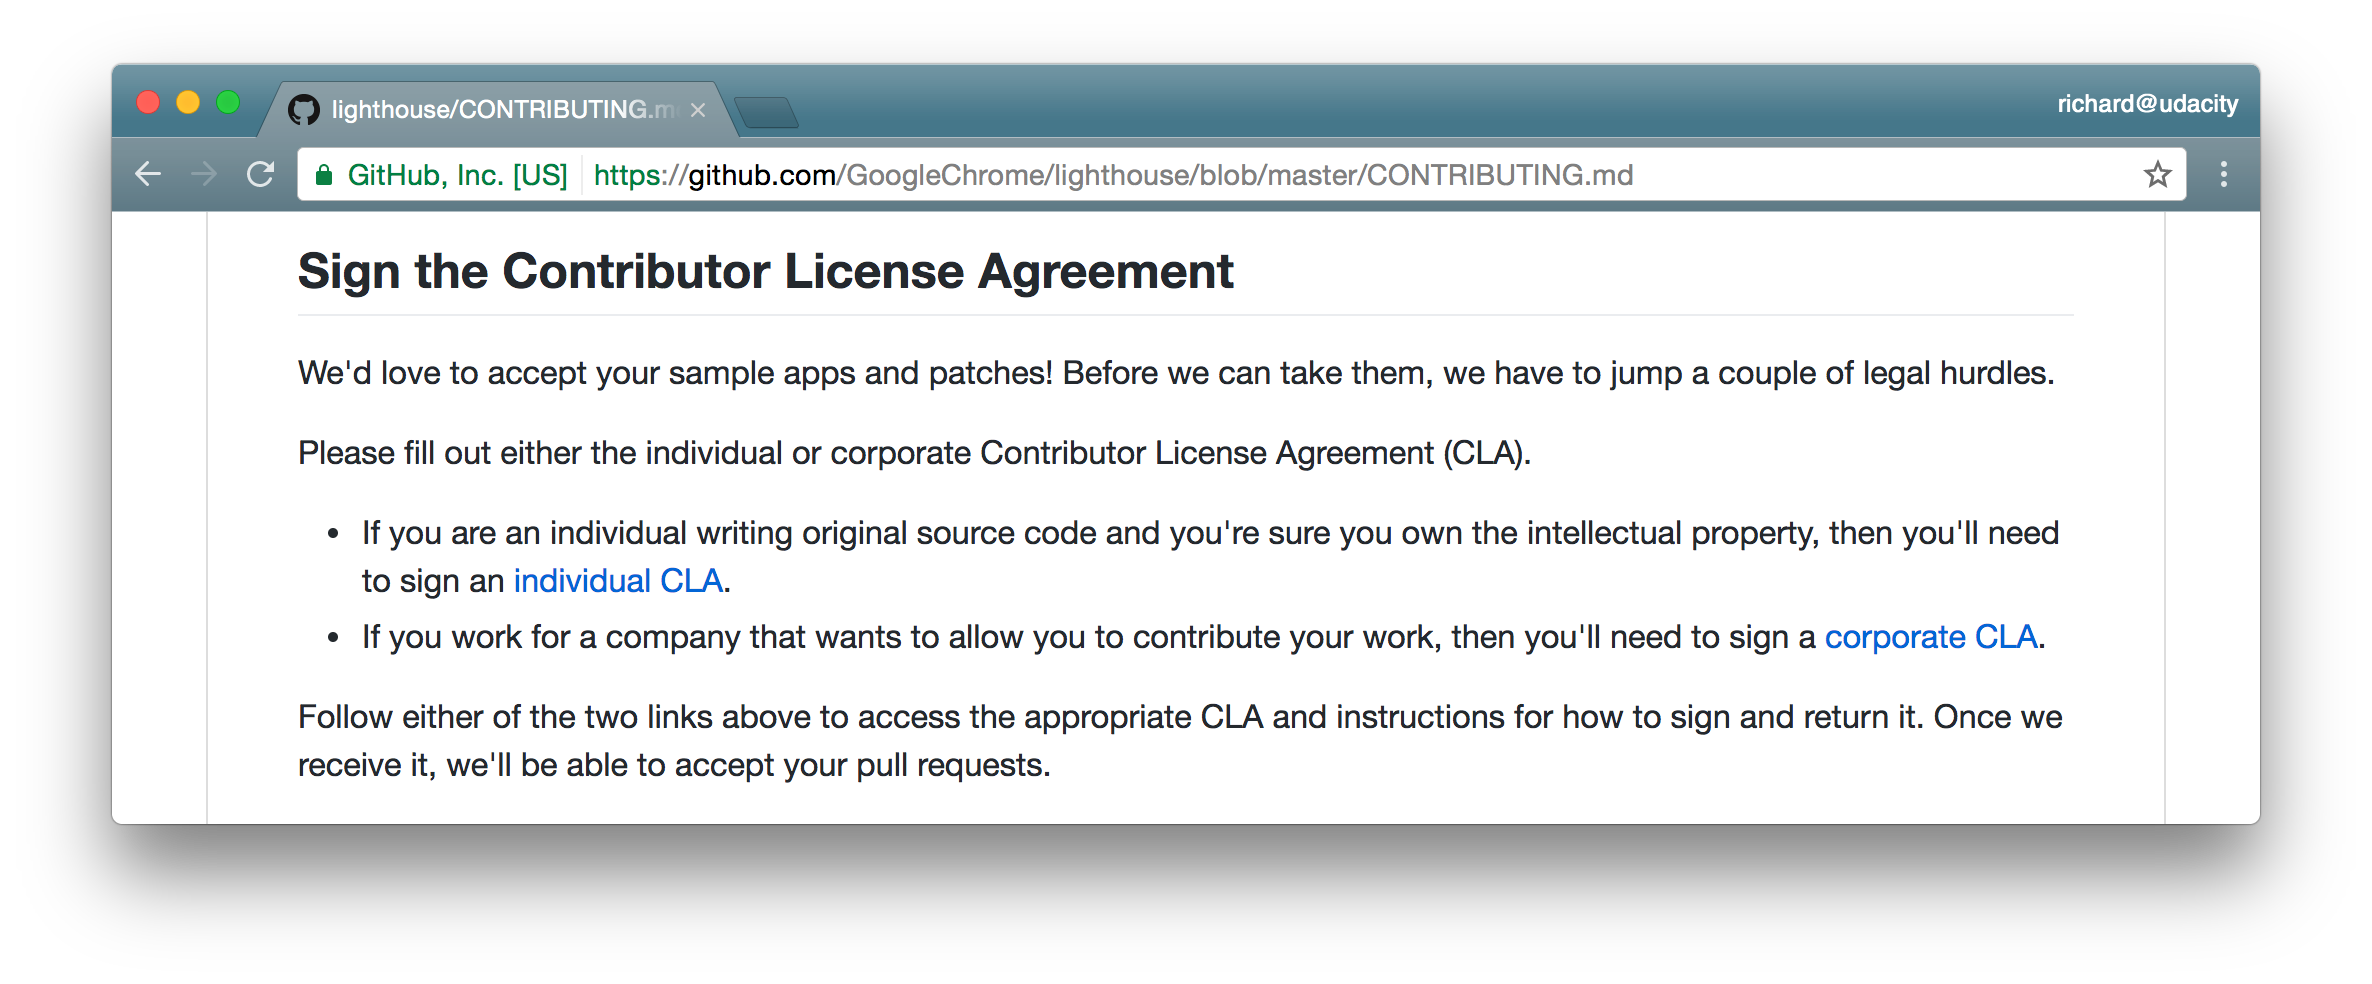 lighthouse/CONTRIBUTING.m
richard@udacity
GitHub, Inc. [US] https://github.com/GoogleChrome/lighthouse/blob/master/CONTRIBUTING.md
Sign the Contributor License Agreement
We'd love to accept your sample apps and patches! Before we can take them, we have to jump a couple of legal hurdles.
Please fill out either the individual or corporate Contributor License Agreement (CLA).
• If you are an individual writing original source code and you're sure you own the intellectual property, then you'll need
to sign an individual CLA.
• If you work for a company that wants to allow you to contribute your work, then you'll need to sign a corporate CLA.
Follow either of the two links above to access the appropriate CLA and instructions for how to sign and return it. Once we
receive it, we'll be able to accept your pull requests.